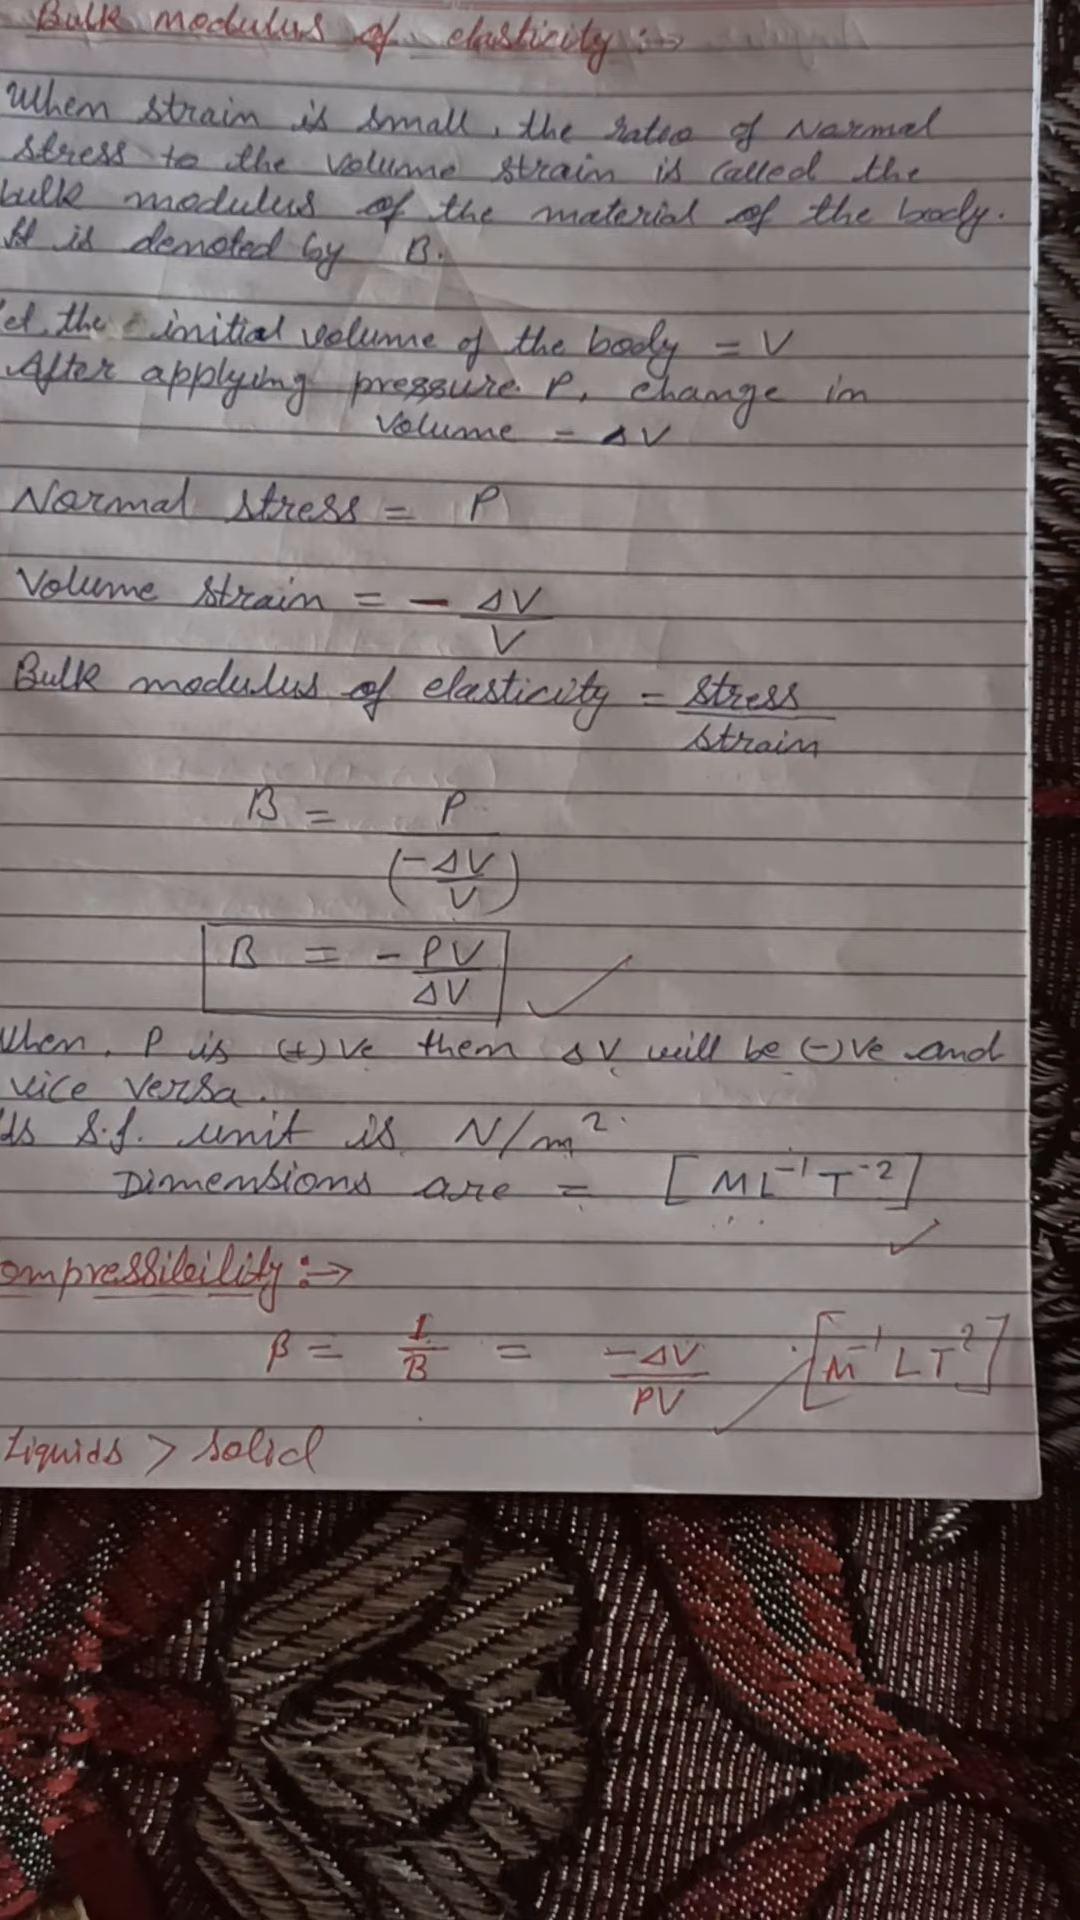 Bulk modulus of elasticity :→
When strain is small, the ratio of Normal
stress to the volume strain is called the
bulk modulus of the material of the body.
It is denoted by B.
et the initial volume of the body = V
After applying pressure P, change in
volume = ΔV
Normal stress = P
Volume strain = - ΔV/V
Bulk modulus of elasticity = stress/strain
B = P/(-ΔV/V)
B = - PV/ΔV
When, P is (+)ve then ΔV will be (-)ve and
vice versa.
Its S.I. unit is N/m².
Dimensions are = [ML⁻¹T⁻²]
ompressibility :→
β = 1/B = -ΔV/PV [M⁻¹LT²]
Liquids > solid